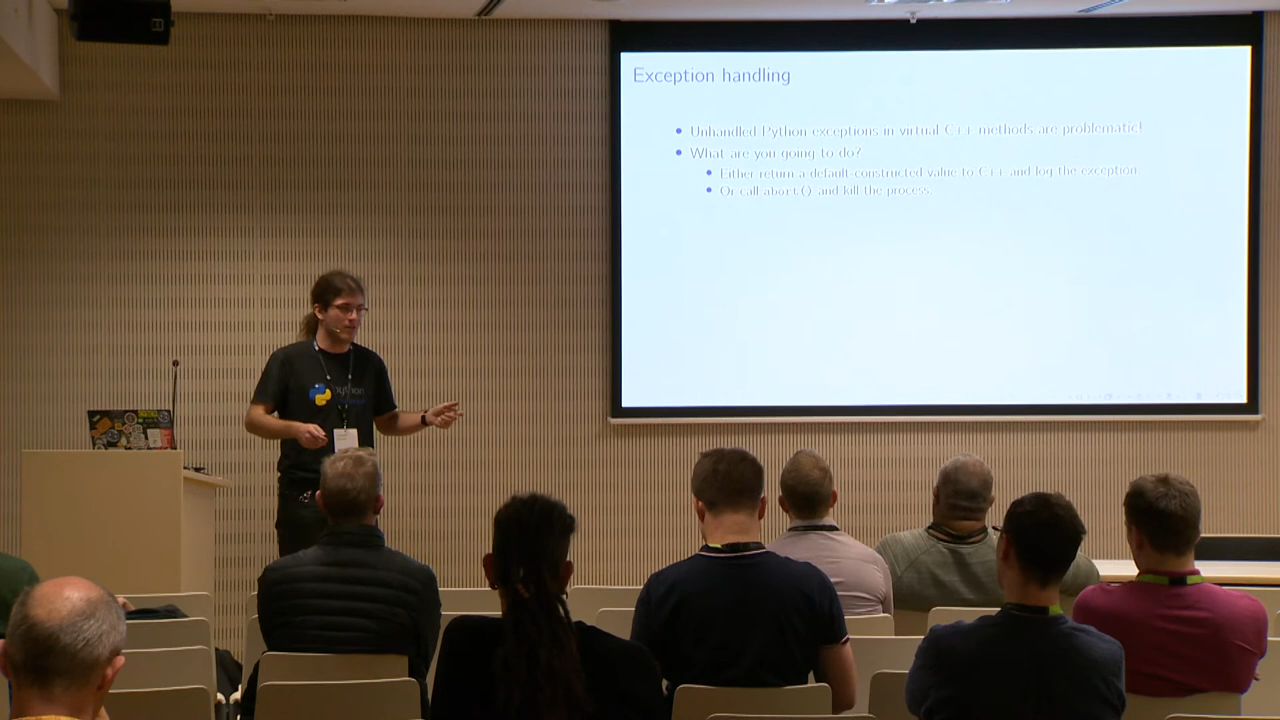 Exception handling
• Unhandled Python exceptions in virtual C++ methods are problematic!
• What are you going to do?
• Either return a default-constructed value to C++ and log the exception.
• Or call abort() and kill the process.
python